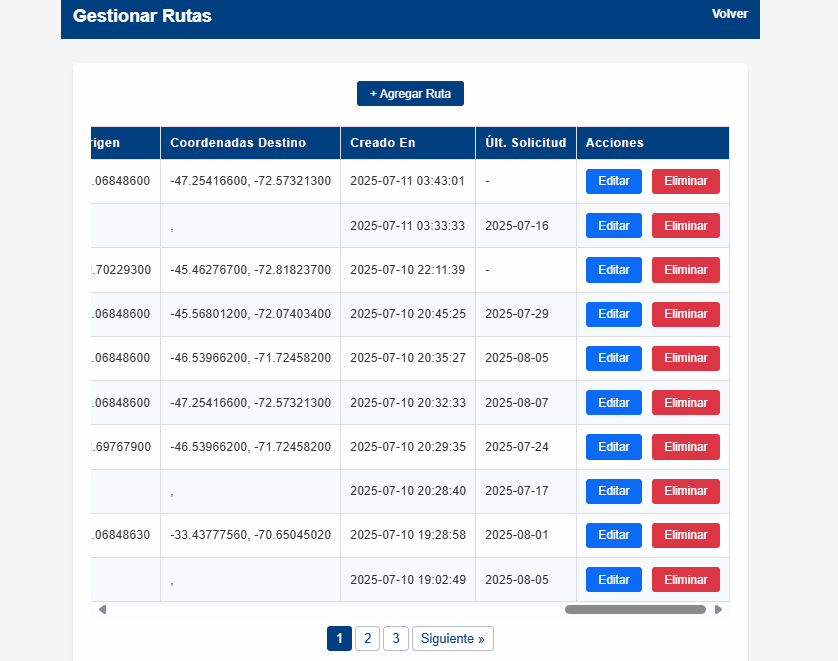 Gestionar Rutas Volver
+ Agregar Ruta
rigen Coordenadas Destino Creado En Últ. Solicitud Acciones
.06848600 -47.25416600, -72.57321300 2025-07-11 03:43:01 - Editar Eliminar
, 2025-07-11 03:33:33 2025-07-16 Editar Eliminar
.70229300 -45.46276700, -72.81823700 2025-07-10 22:11:39 - Editar Eliminar
.06848600 -45.56801200, -72.07403400 2025-07-10 20:45:25 2025-07-29 Editar Eliminar
.06848600 -46.53966200, -71.72458200 2025-07-10 20:35:27 2025-08-05 Editar Eliminar
.06848600 -47.25416600, -72.57321300 2025-07-10 20:32:33 2025-08-07 Editar Eliminar
.69767900 -46.53966200, -71.72458200 2025-07-10 20:29:35 2025-07-24 Editar Eliminar
, 2025-07-10 20:28:40 2025-07-17 Editar Eliminar
.06848630 -33.43777560, -70.65045020 2025-07-10 19:28:58 2025-08-01 Editar Eliminar
, 2025-07-10 19:02:49 2025-08-05 Editar Eliminar
1 2 3 Siguiente »